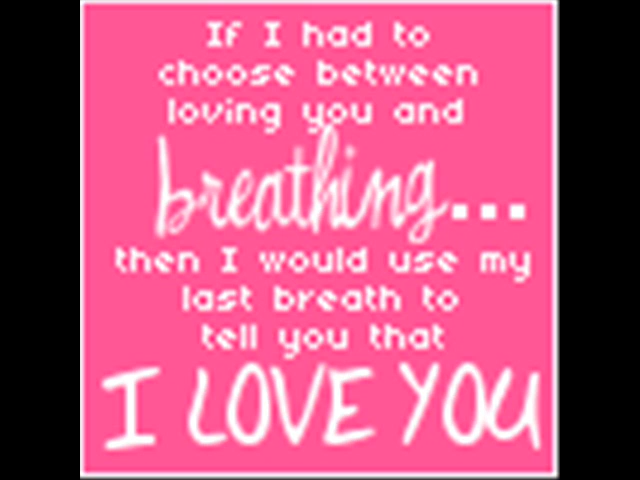 If I had to
choose between
loving you and
breathing...
then I would use my
last breath to
tell you that
I LOVE YOU